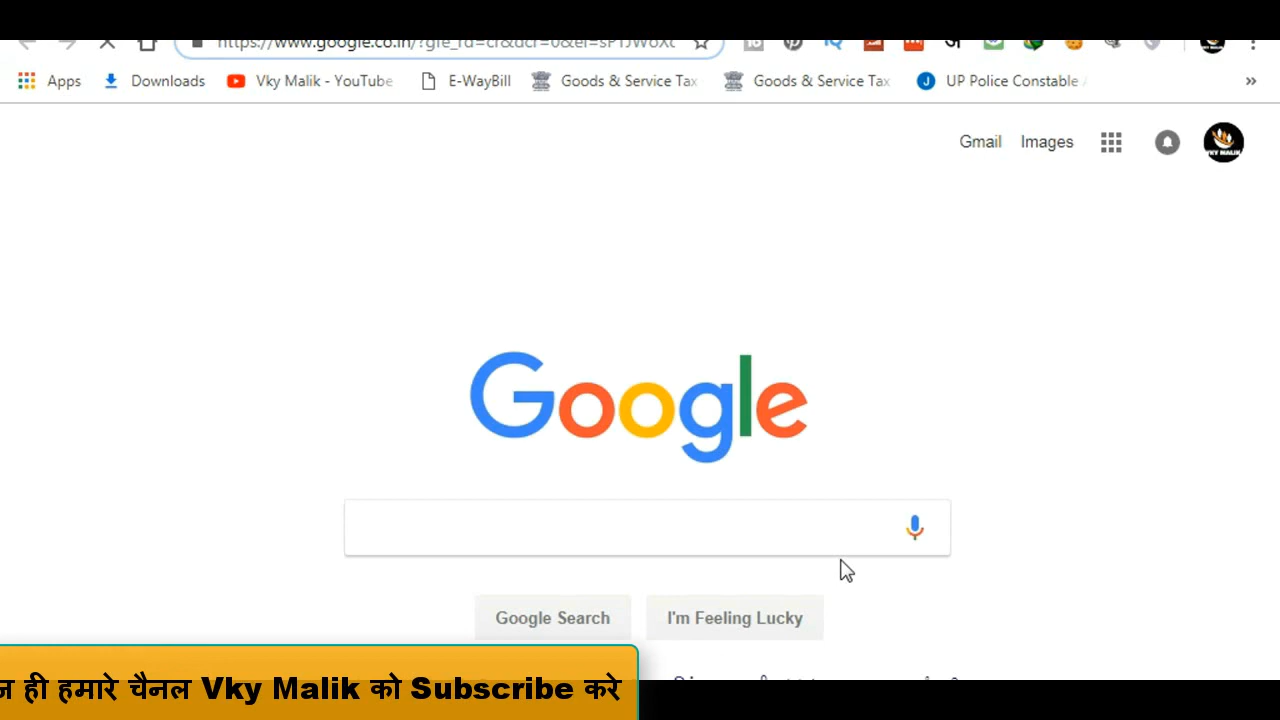 Apps Downloads Vky Malik - YouTube E-WayBill Goods & Service Tax Goods & Service Tax UP Police Constable
Gmail Images
Google
Google Search I'm Feeling Lucky
ही हमारे चैनल Vky Malik को Subscribe करे